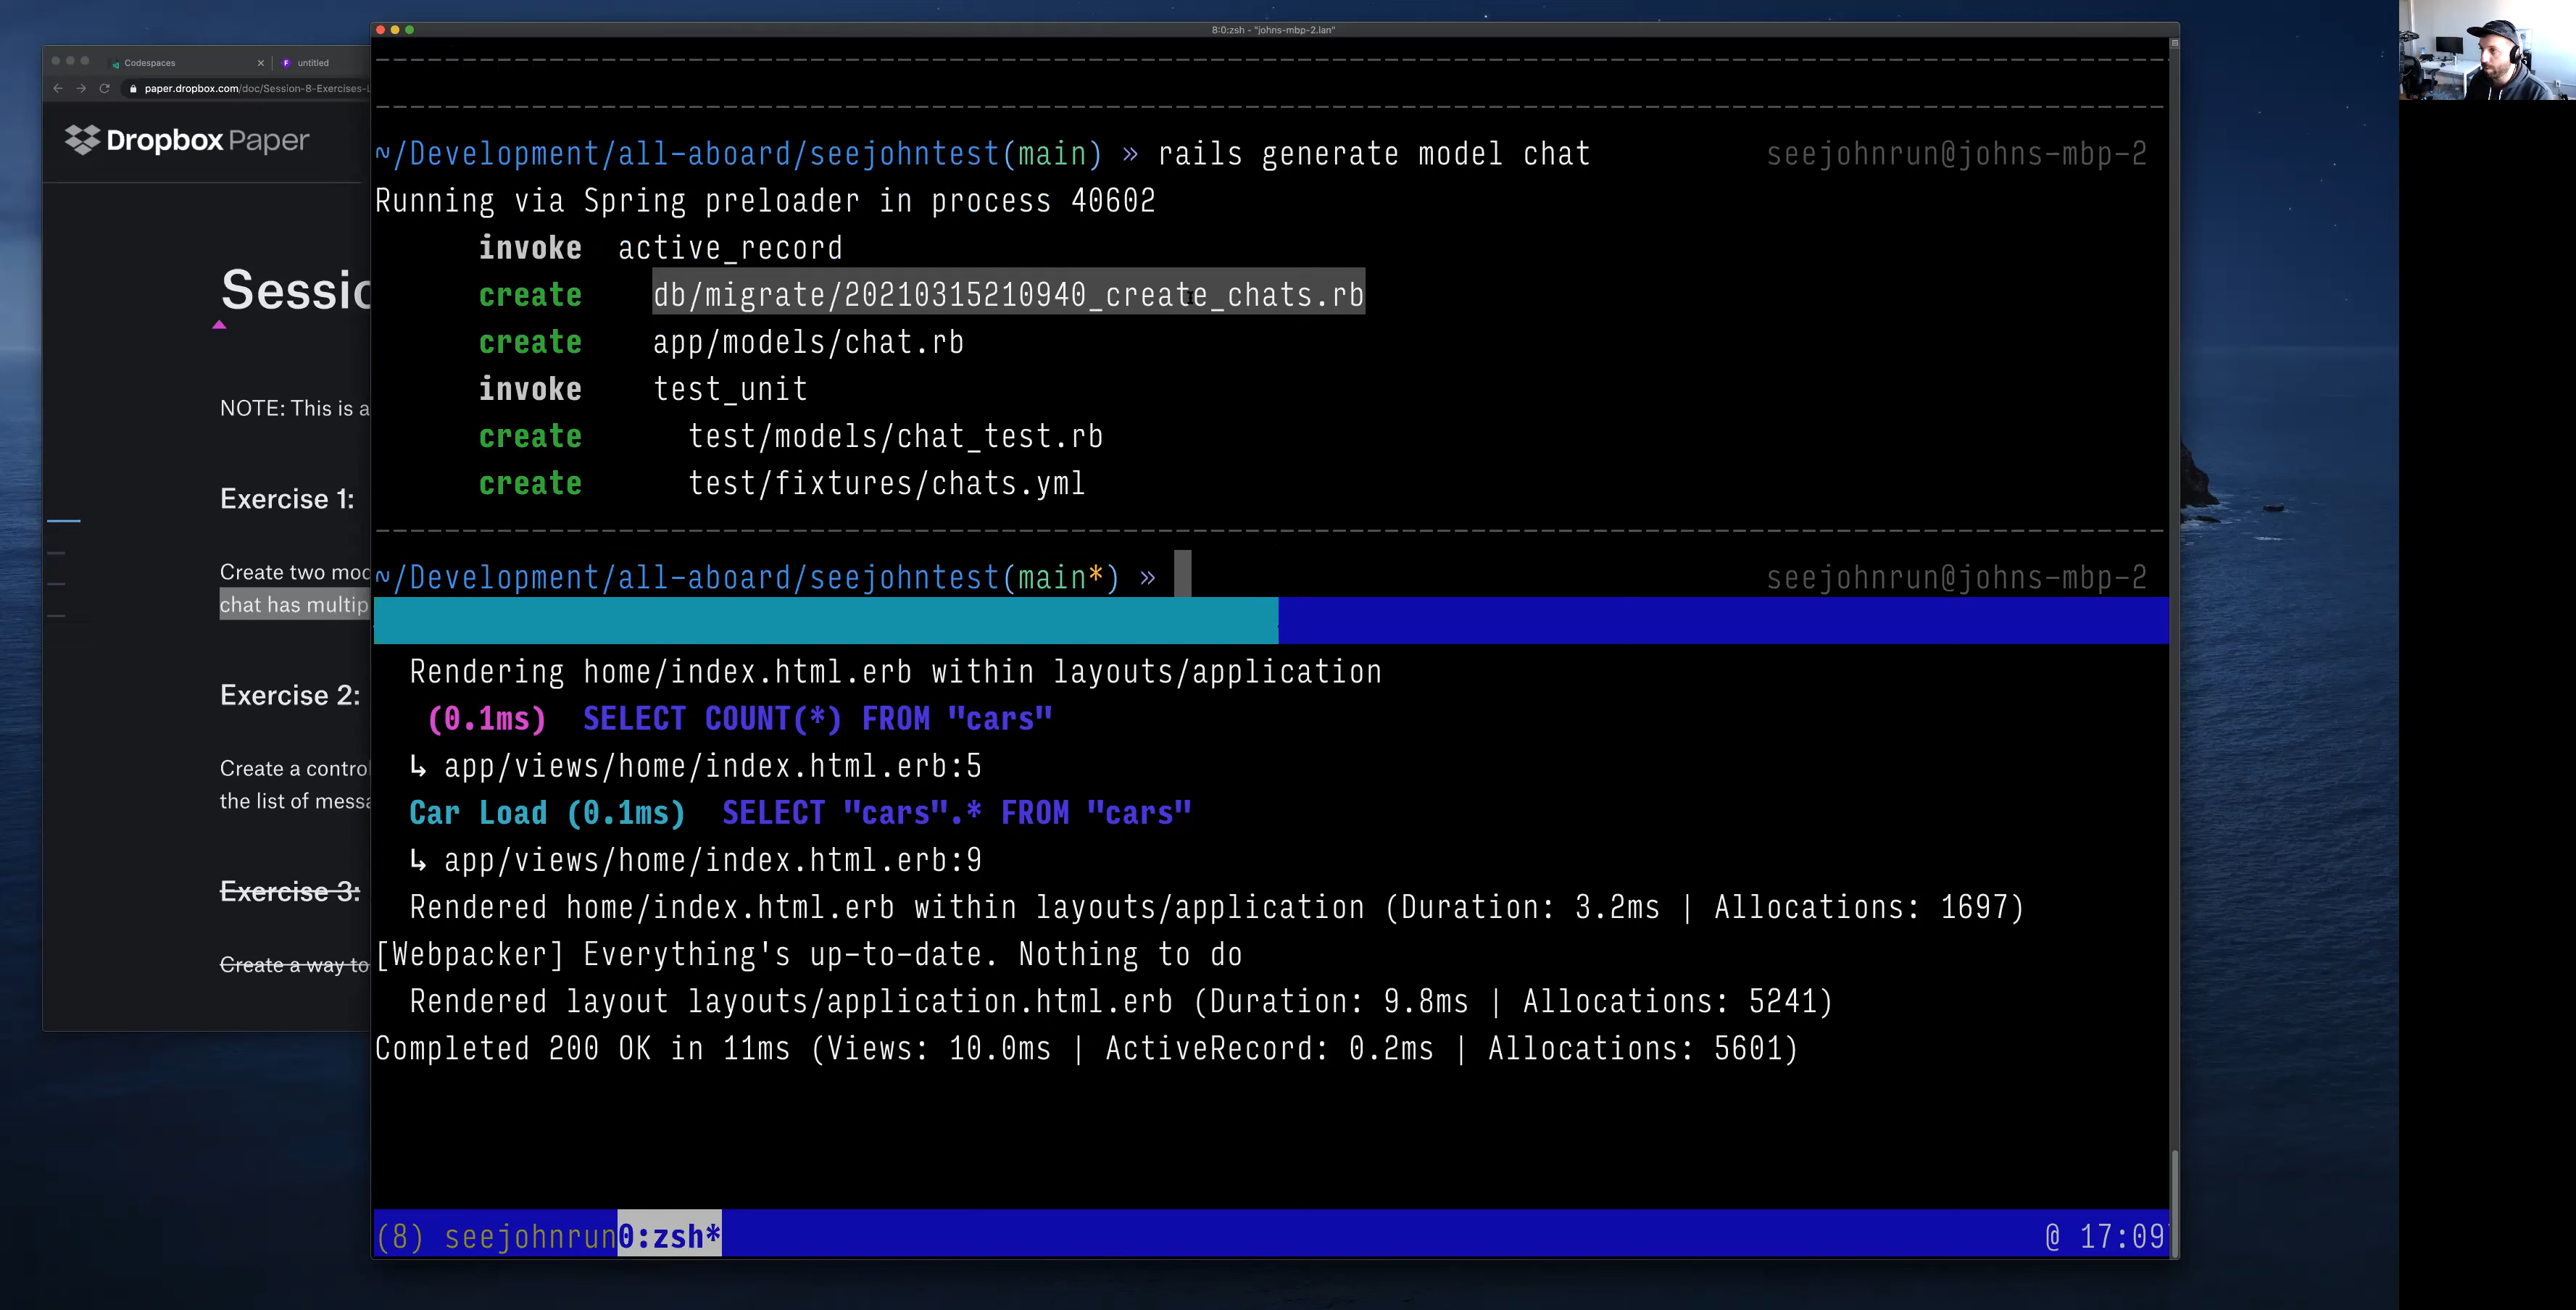 8:0:zsh - "johns-mbp-2.lan"
Codespaces
untitled
paper.dropbox.com/doc/Session-8-Exercises-L
Dropbox Paper
Sessio
NOTE: This is a
Exercise 1:
Create two mod
chat has multip
Exercise 2:
Create a control
the list of messa
Exercise 3:
Create a way to
~/Development/all-aboard/seejohntest(main) » rails generate model chat seejohnrun@johns-mbp-2
Running via Spring preloader in process 40602
invoke active_record
create db/migrate/20210315210940_create_chats.rb
create app/models/chat.rb
invoke test_unit
create test/models/chat_test.rb
create test/fixtures/chats.yml
~/Development/all-aboard/seejohntest(main*) » seejohnrun@johns-mbp-2
Rendering home/index.html.erb within layouts/application
(0.1ms) SELECT COUNT(*) FROM "cars"
↳ app/views/home/index.html.erb:5
Car Load (0.1ms) SELECT "cars".* FROM "cars"
↳ app/views/home/index.html.erb:9
Rendered home/index.html.erb within layouts/application (Duration: 3.2ms | Allocations: 1697)
[Webpacker] Everything's up-to-date. Nothing to do
Rendered layout layouts/application.html.erb (Duration: 9.8ms | Allocations: 5241)
Completed 200 OK in 11ms (Views: 10.0ms | ActiveRecord: 0.2ms | Allocations: 5601)
(8) seejohnrun0:zsh* @ 17:09